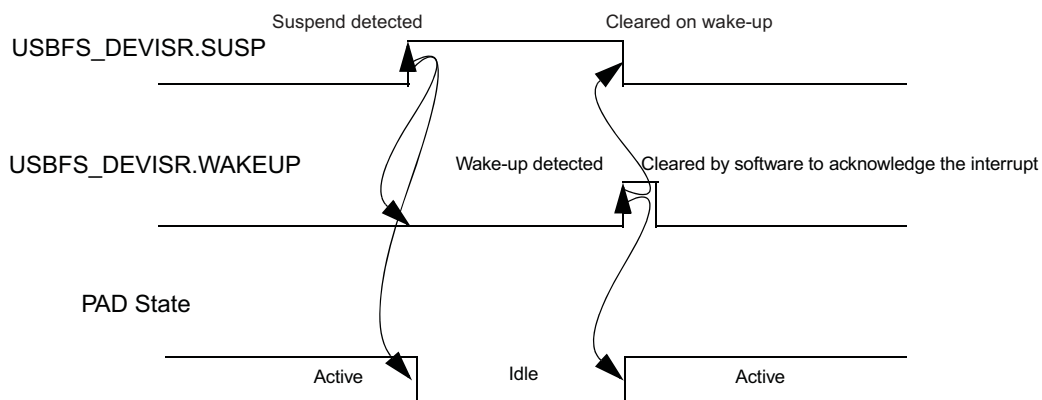 Suspend detected
Cleared on wake-up
USBFS_DEVISR.SUSP
USBFS_DEVISR.WAKEUP
Wake-up detected
Cleared by software to acknowledge the interrupt
PAD State
Active
Idle
Active